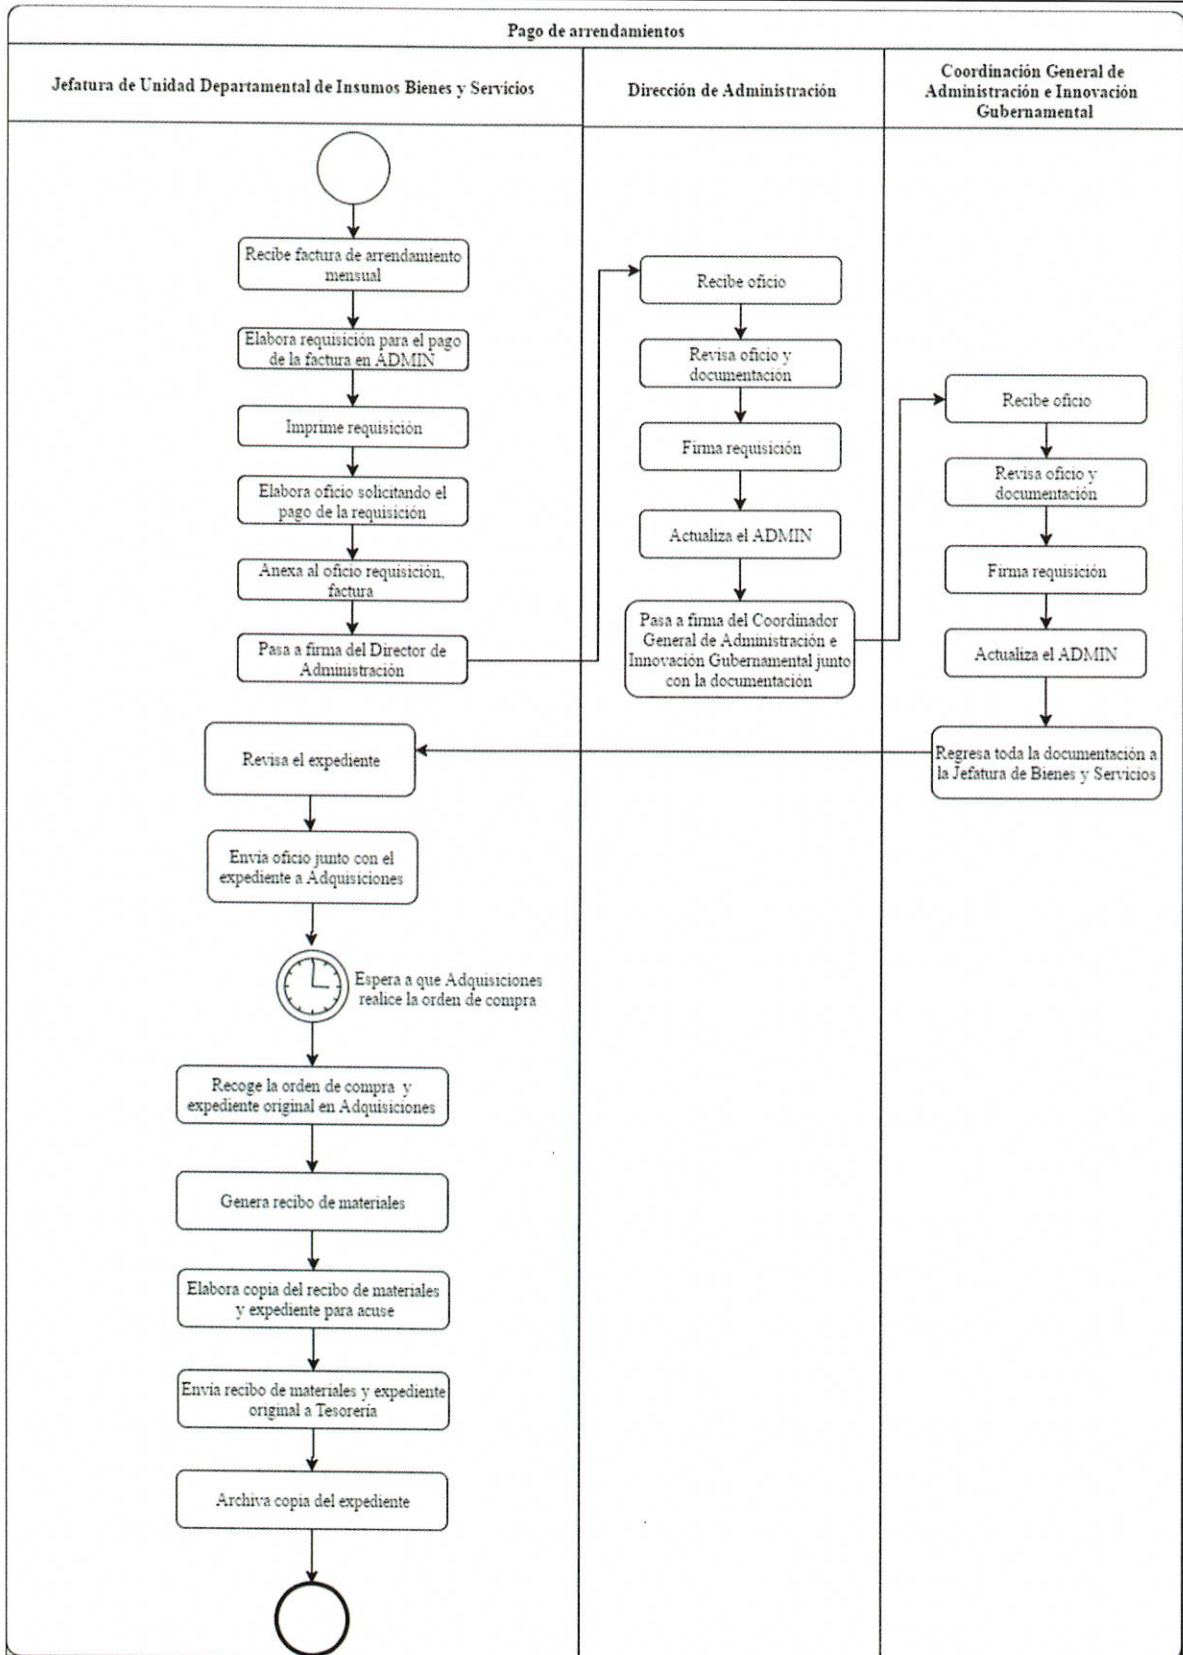 Pago de arrendamientos
Jefatura de Unidad Departamental de Insumos Bienes y Servicios
Dirección de Administración
Coordinación General de
Administración e Innovación
Gubernamental
Recibe factura de arrendamiento
mensual
Elabora requisición para el pago
de la factura en ADMIN
Imprime requisición
Elabora oficio solicitando el
pago de la requisición
Anexa al oficio requisición,
factura
Pasa a firma del Director de
Administración
Recibe oficio
Revisa oficio y
documentación
Firma requisición
Actualiza el ADMIN
Pasa a firma del Coordinador
General de Administración e
Innovación Gubernamental junto
con la documentación
Recibe oficio
Revisa oficio y
documentación
Firma requisición
Actualiza el ADMIN
Regresa toda la documentación a
la Jefatura de Bienes y Servicios
Revisa el expediente
Envía oficio junto con el
expediente a Adquisiciones
Espera a que Adquisiciones
realice la orden de compra
Recoge la orden de compra y
expediente original en Adquisiciones
Genera recibo de materiales
Elabora copia del recibo de materiales
y expediente para acuse
Envía recibo de materiales y expediente
original a Tesorería
Archiva copia del expediente